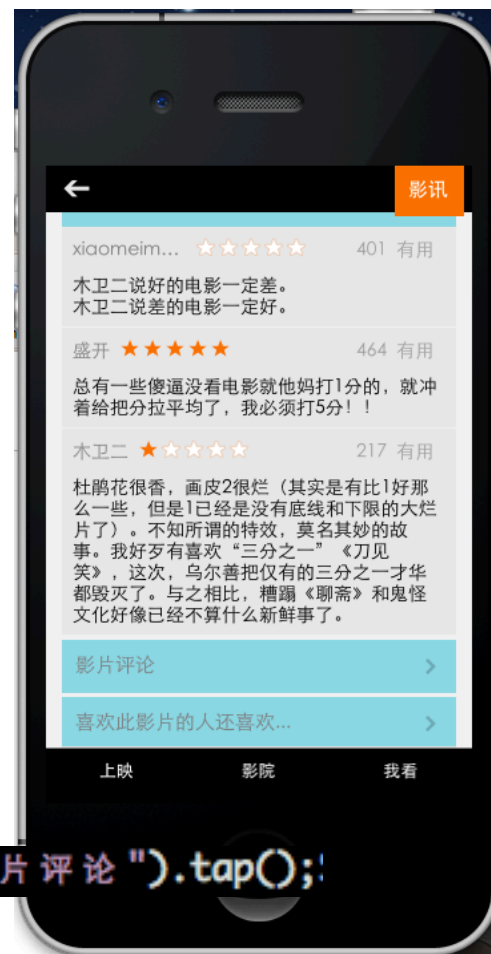 影讯
xiaomeim... 401 有用
木卫二说好的电影一定差。
木卫二说差的电影一定好。
盛开 464 有用
总有一些傻逼没看电影就他妈打1分的，就冲
着给把分拉平均了，我必须打5分！！
木卫二 217 有用
杜鹃花很香，画皮2很烂（其实是有比1好那
么一些，但是1已经是没有底线和下限的大烂
片了）。不知所谓的特效，莫名其妙的故
事。我好歹有喜欢“三分之一”《刀见
笑》，这次，乌尔善把仅有的三分之一才华
都毁灭了。与之相比，糟蹋《聊斋》和鬼怪
文化好像已经不算什么新鲜事了。
影片评论
喜欢此影片的人还喜欢...
上映 影院 我看
片评论").tap();